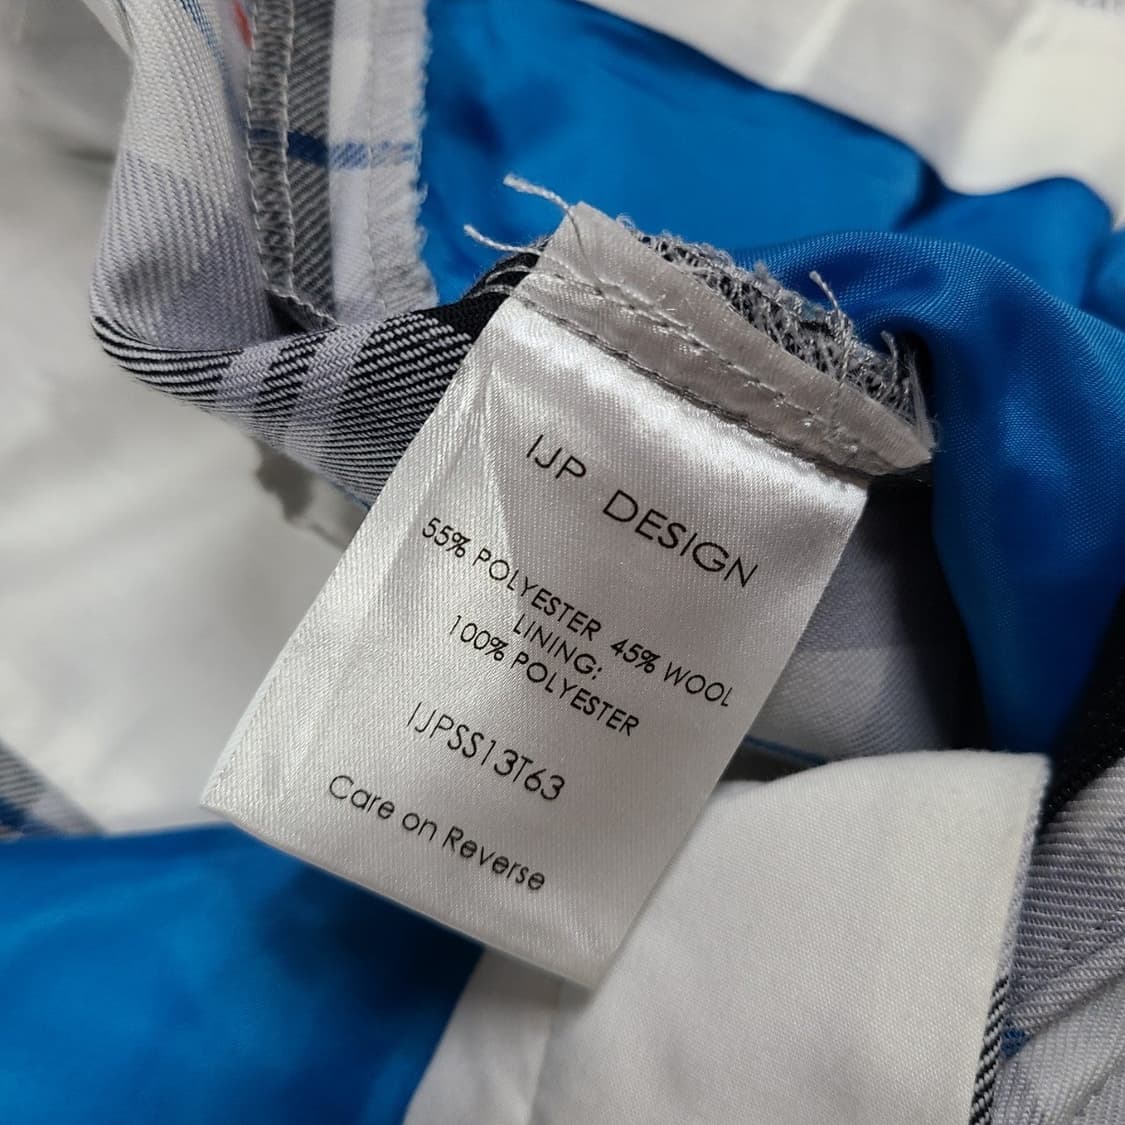 IJP DESIGN
55% POLYESTER 45% WOOL
LINING:
100% POLYESTER
IJPSS13T63
Care on Reverse